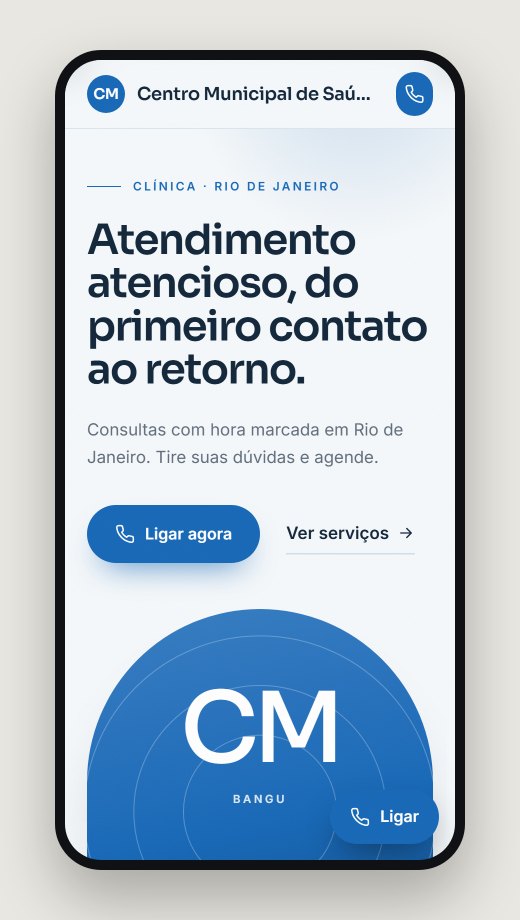 CM Centro Municipal de Saú...
CLÍNICA · RIO DE JANEIRO
Atendimento
atencioso, do
primeiro contato
ao retorno.
Consultas com hora marcada em Rio de
Janeiro. Tire suas dúvidas e agende.
Ligar agora
Ver serviços →
CM
BANGU
Ligar